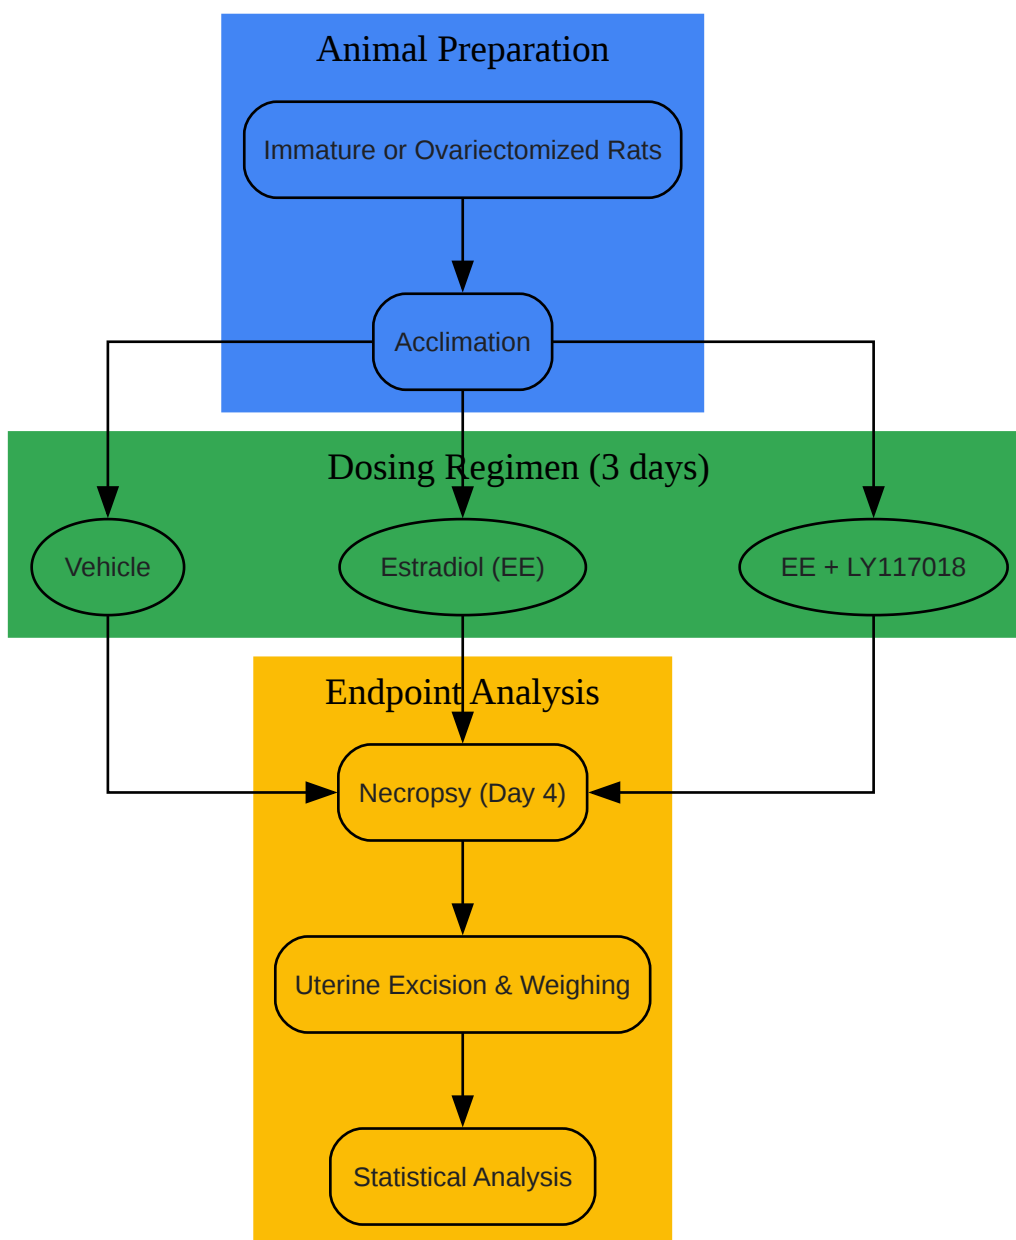 Animal Preparation
Immature or Ovariectomized Rats
Acclimation
Dosing Regimen (3 days)
Vehicle
Estradiol (EE)
EE + LY117018
Endpoint Analysis
Necropsy (Day 4)
Uterine Excision & Weighing
Statistical Analysis